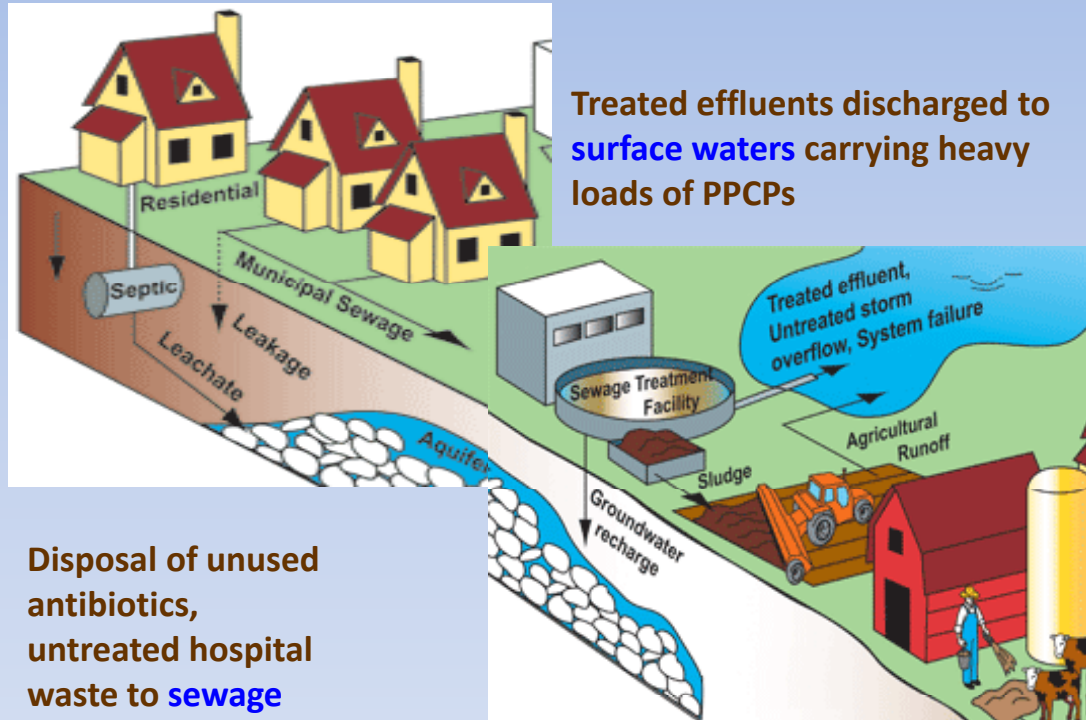 Treated effluents discharged to
surface waters carrying heavy
loads of PPCPs
Residential
Septic
Municipal Sewage
Leakage
Leachate
Aquifer
Treated effluent,
Untreated storm
overflow, System failure
Sewage Treatment
Facility
Agricultural
Runoff
Sludge
Groundwater
recharge
Disposal of unused
antibiotics,
untreated hospital
waste to sewage